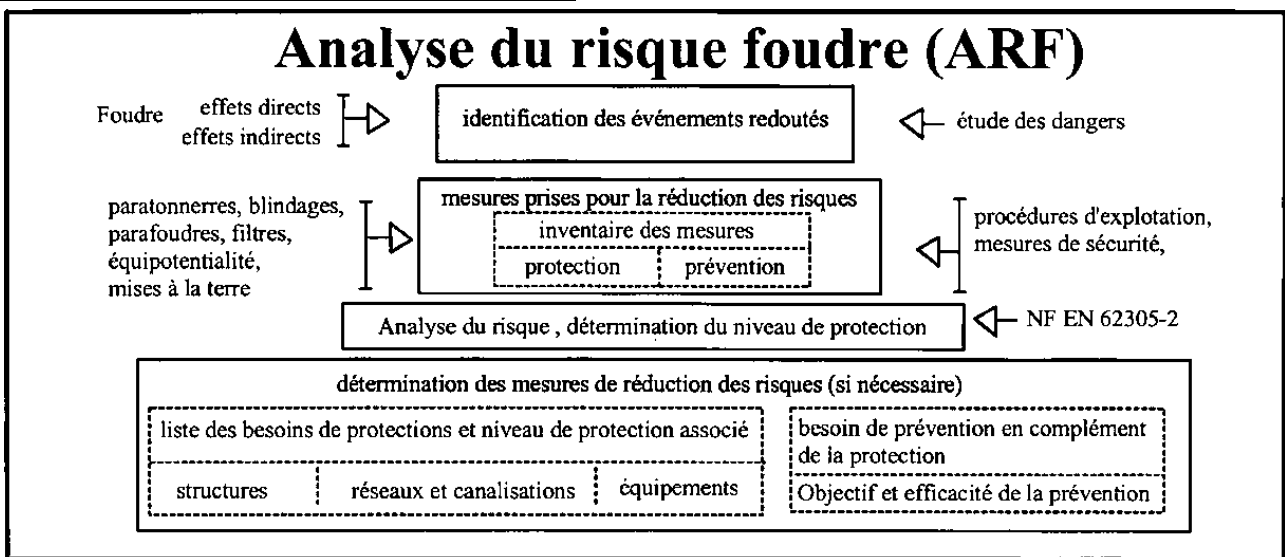 Analyse du risque foudre (ARF)
Foudre
effets directs
effets indirects
identification des événements redoutés
étude des dangers
paratonnerres, blindages,
parafoudres, filtres,
équipotentialité,
mises à la terre
mesures prises pour la réduction des risques
inventaire des mesures
protection
prévention
procédures d'explotation,
mesures de sécurité,
Analyse du risque , détermination du niveau de protection
NF EN 62305-2
détermination des mesures de réduction des risques (si nécessaire)
liste des besoins de protections et niveau de protection associé
structures
réseaux et canalisations
équipements
besoin de prévention en complément
de la protection
Objectif et efficacité de la prévention